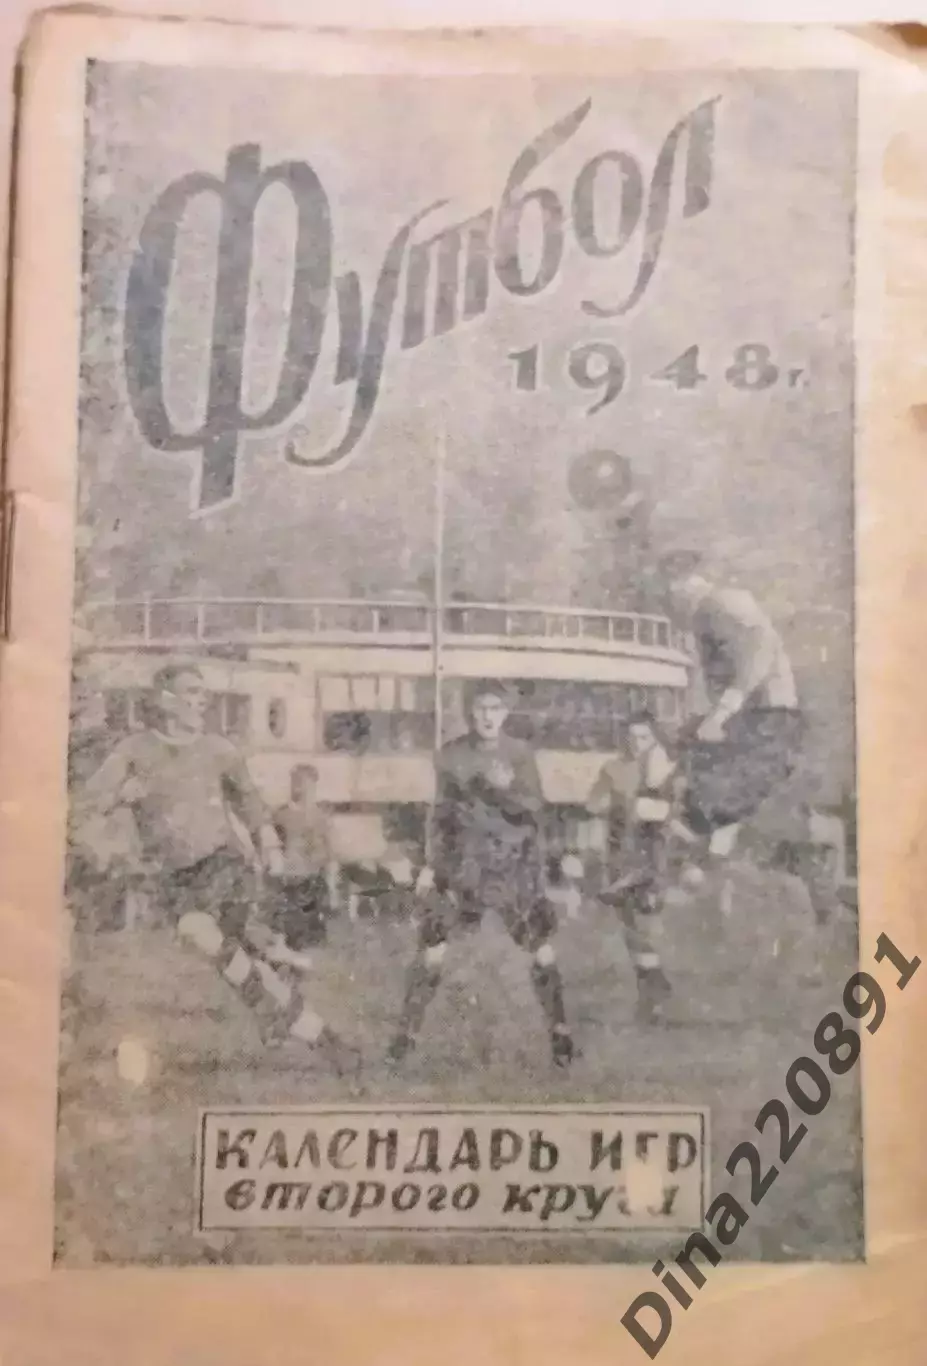 Футбол
1948 г.
КАЛЕНДАРЬ ИГР
второго круга
Dina220891